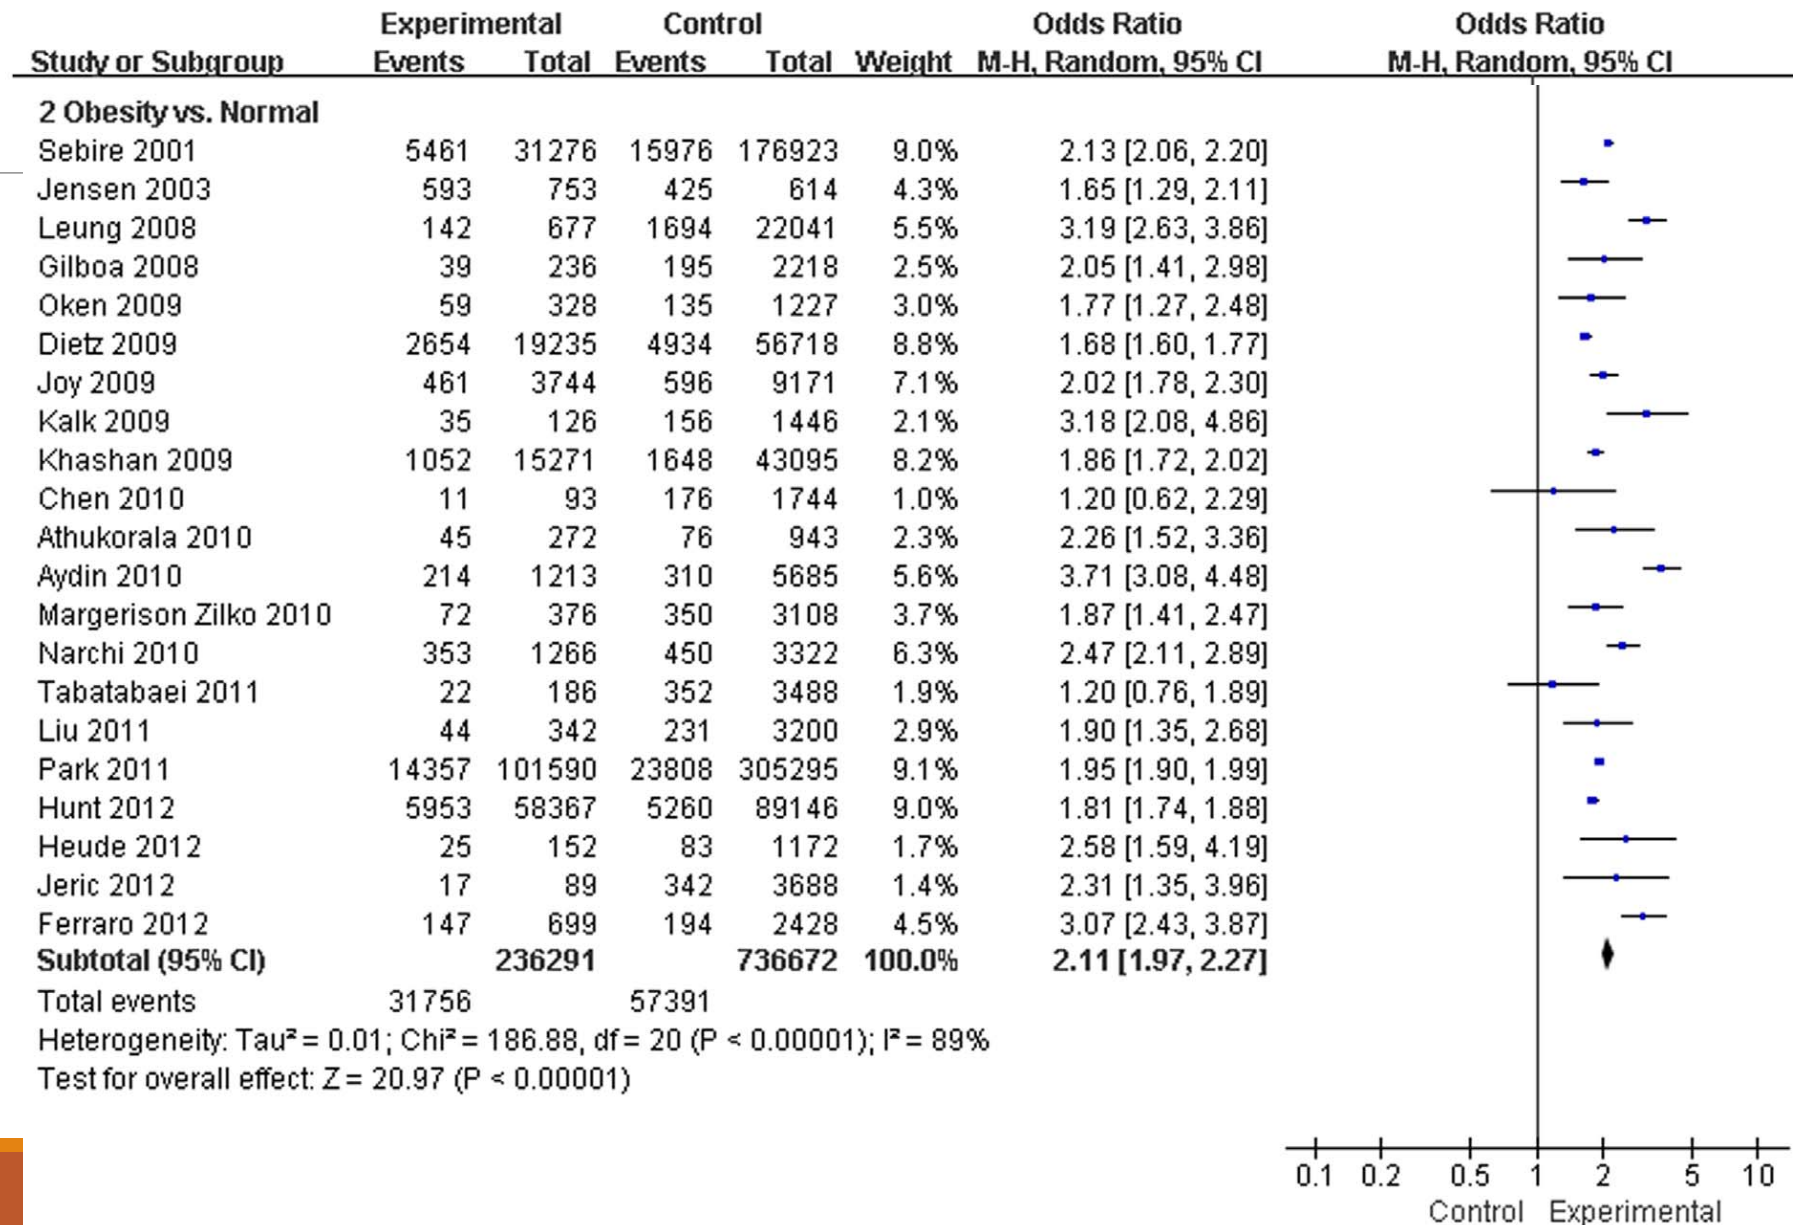 Experimental Control Odds Ratio Odds Ratio
Study or Subgroup Events Total Events Total Weight M-H, Random, 95% CI M-H, Random, 95% CI
2 Obesity vs. Normal
Sebire 2001 5461 31276 15976 176923 9.0% 2.13 [2.06, 2.20]
Jensen 2003 593 753 425 614 4.3% 1.65 [1.29, 2.11]
Leung 2008 142 677 1694 22041 5.5% 3.19 [2.63, 3.86]
Gilboa 2008 39 236 195 2218 2.5% 2.05 [1.41, 2.98]
Oken 2009 59 328 135 1227 3.0% 1.77 [1.27, 2.48]
Dietz 2009 2654 19235 4934 56718 8.8% 1.68 [1.60, 1.77]
Joy 2009 461 3744 596 9171 7.1% 2.02 [1.78, 2.30]
Kalk 2009 35 126 156 1446 2.1% 3.18 [2.08, 4.86]
Khashan 2009 1052 15271 1648 43095 8.2% 1.86 [1.72, 2.02]
Chen 2010 11 93 176 1744 1.0% 1.20 [0.62, 2.29]
Athukorala 2010 45 272 76 943 2.3% 2.26 [1.52, 3.36]
Aydin 2010 214 1213 310 5685 5.6% 3.71 [3.08, 4.48]
Margerison Zilko 2010 72 376 350 3108 3.7% 1.87 [1.41, 2.47]
Narchi 2010 353 1266 450 3322 6.3% 2.47 [2.11, 2.89]
Tabatabaei 2011 22 186 352 3488 1.9% 1.20 [0.76, 1.89]
Liu 2011 44 342 231 3200 2.9% 1.90 [1.35, 2.68]
Park 2011 14357 101590 23808 305295 9.1% 1.95 [1.90, 1.99]
Hunt 2012 5953 58367 5260 89146 9.0% 1.81 [1.74, 1.88]
Heude 2012 25 152 83 1172 1.7% 2.58 [1.59, 4.19]
Jeric 2012 17 89 342 3688 1.4% 2.31 [1.35, 3.96]
Ferraro 2012 147 699 194 2428 4.5% 3.07 [2.43, 3.87]
Subtotal (95% CI) 236291 736672 100.0% 2.11 [1.97, 2.27]
Total events 31756 57391
Heterogeneity: Tau² = 0.01; Chi² = 186.88, df = 20 (P < 0.00001); I² = 89%
Test for overall effect: Z = 20.97 (P < 0.00001)
0.1 0.2 0.5 1 2 5 10
Control Experimental